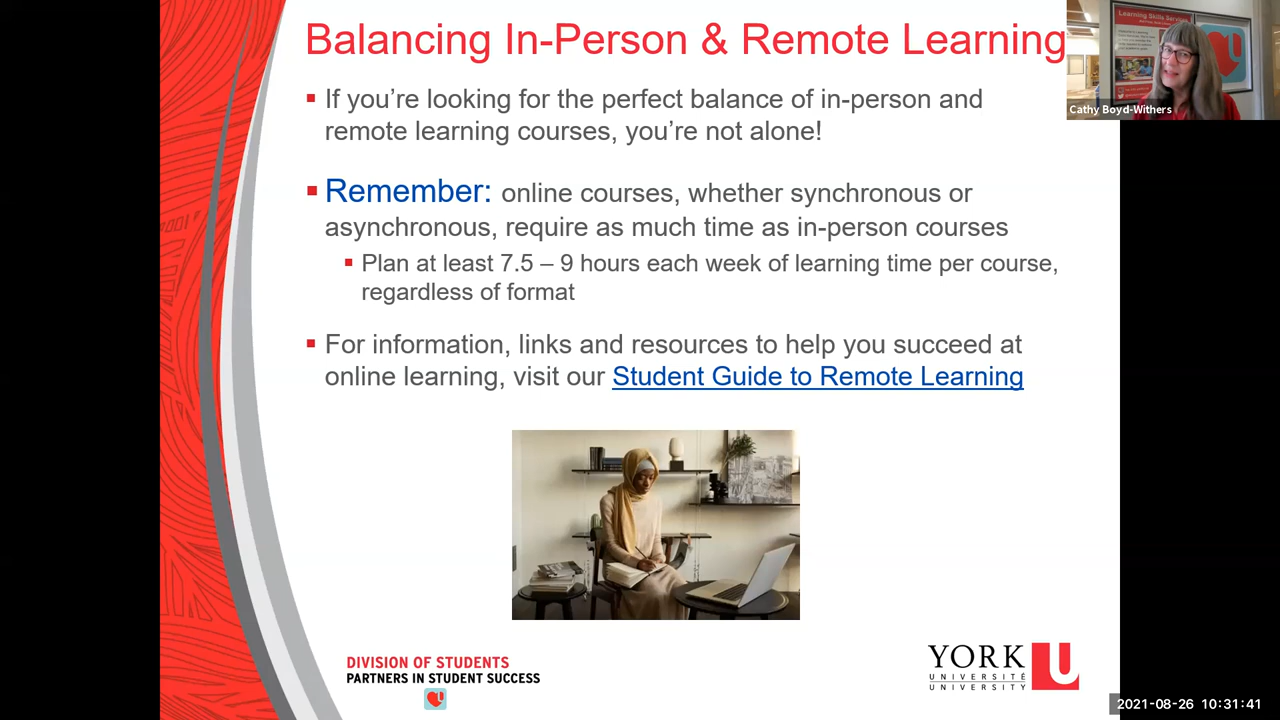 Balancing In-Person & Remote Learning
If you're looking for the perfect balance of in-person and
remote learning courses, you're not alone!
Remember: online courses, whether synchronous or
asynchronous, require as much time as in-person courses
Plan at least 7.5 – 9 hours each week of learning time per course,
regardless of format
For information, links and resources to help you succeed at
online learning, visit our Student Guide to Remote Learning
Learning Skills Services
Cathy Boyd-Withers
DIVISION OF STUDENTS
PARTNERS IN STUDENT SUCCESS
YORK U
UNIVERSITÉ
UNIVERSITY
2021-08-26 10:31:41